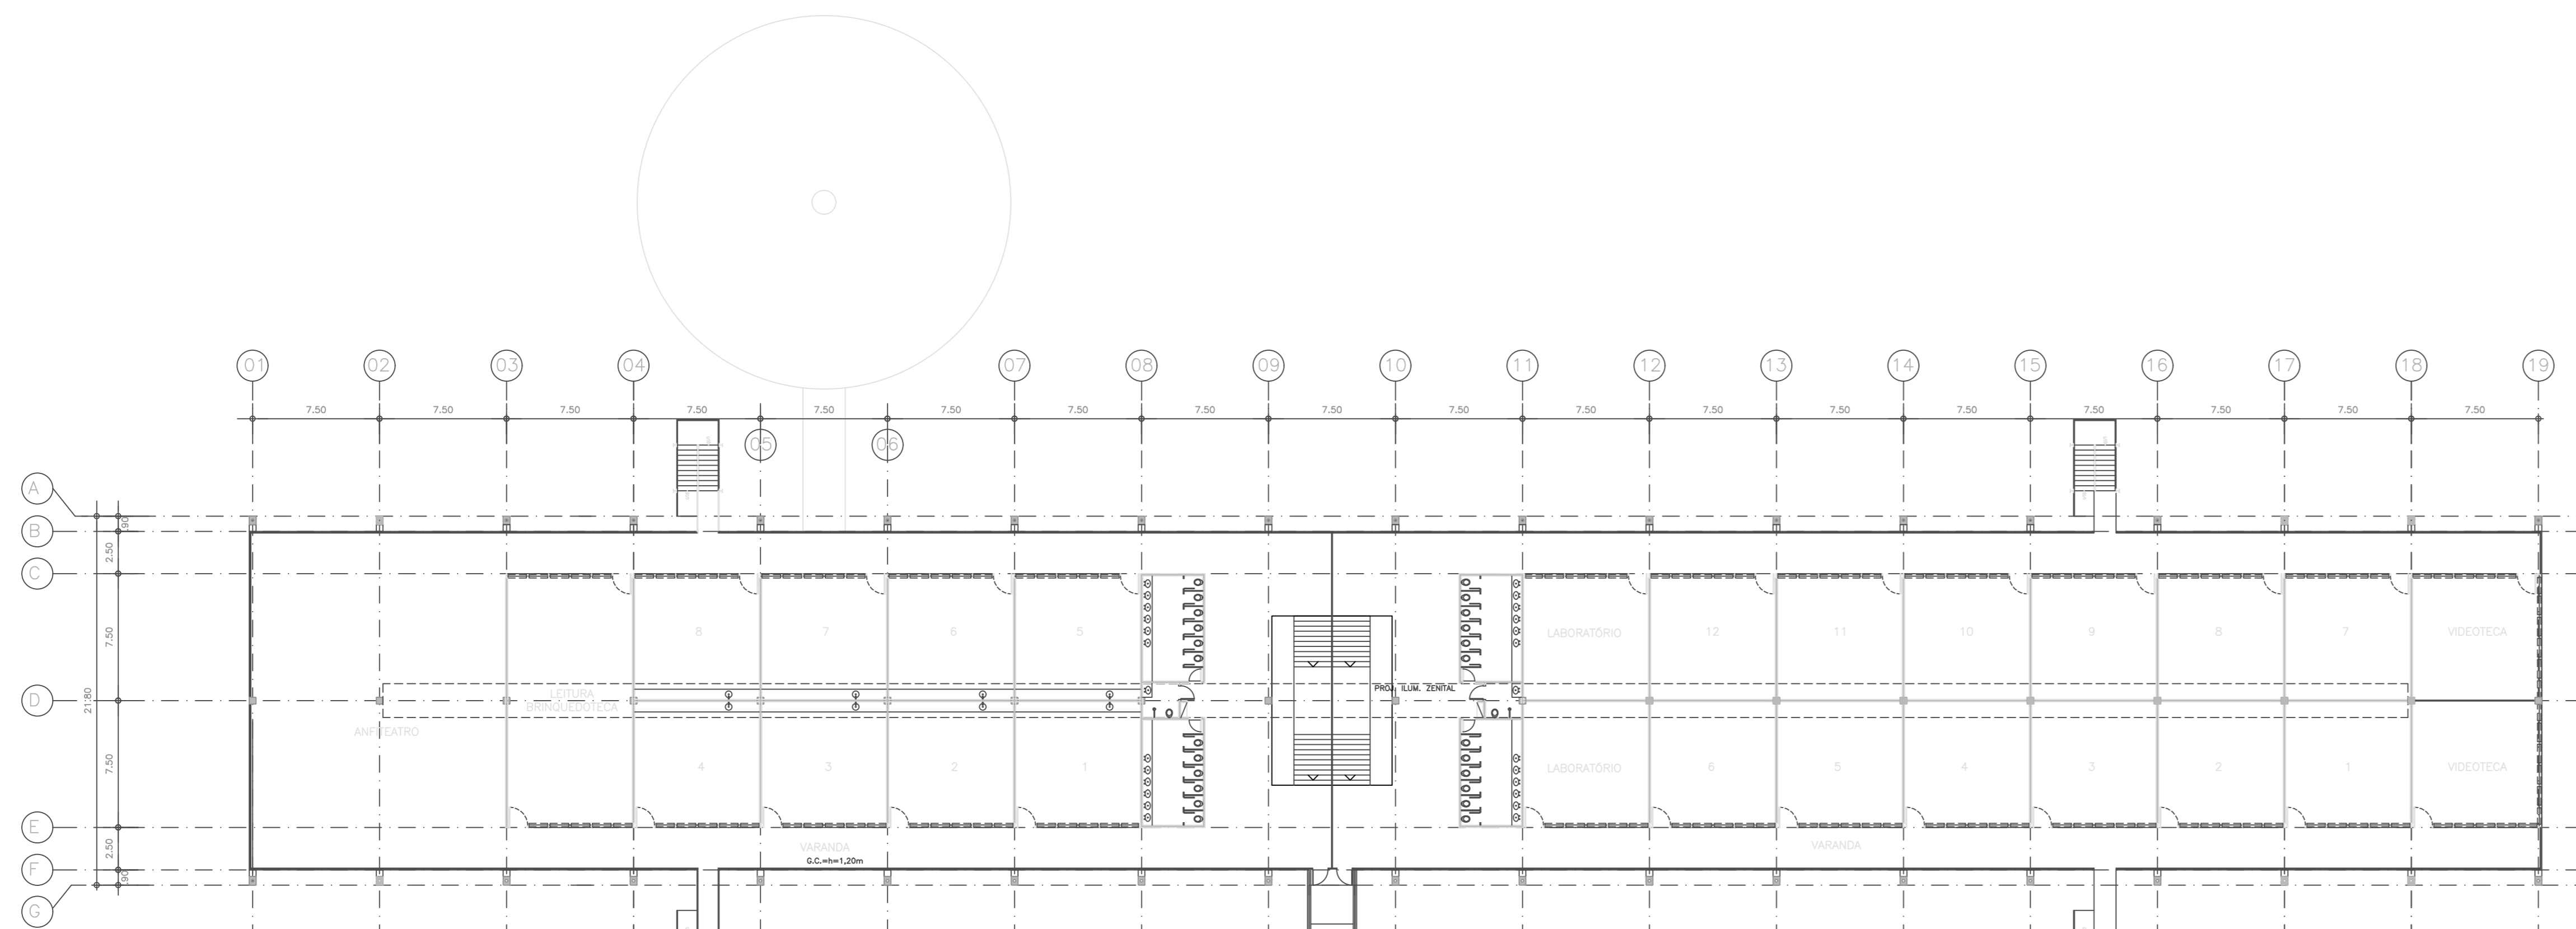 01 02 03 04 07 08 09 10 11 12 13 14 15 16 17 18 19
7.50 7.50 7.50 7.50 7.50 7.50 7.50 7.50 7.50 7.50 7.50 7.50 7.50 7.50 7.50 7.50 7.50 7.50
05 06
A
B
C
D
E
F
G
.90
2.50
7.50
21.80
7.50
2.50
.90
8 7 6 5
LABORATÓRIO 12 11 10 9 8 7 VIDEOTECA
LEITURA
BRINQUEDOTECA
PROJ. ILUM. ZENITAL
ANFITEATRO
4 3 2 1
LABORATÓRIO 6 5 4 3 2 1 VIDEOTECA
VARANDA
G.C.=h=1,20m
VARANDA